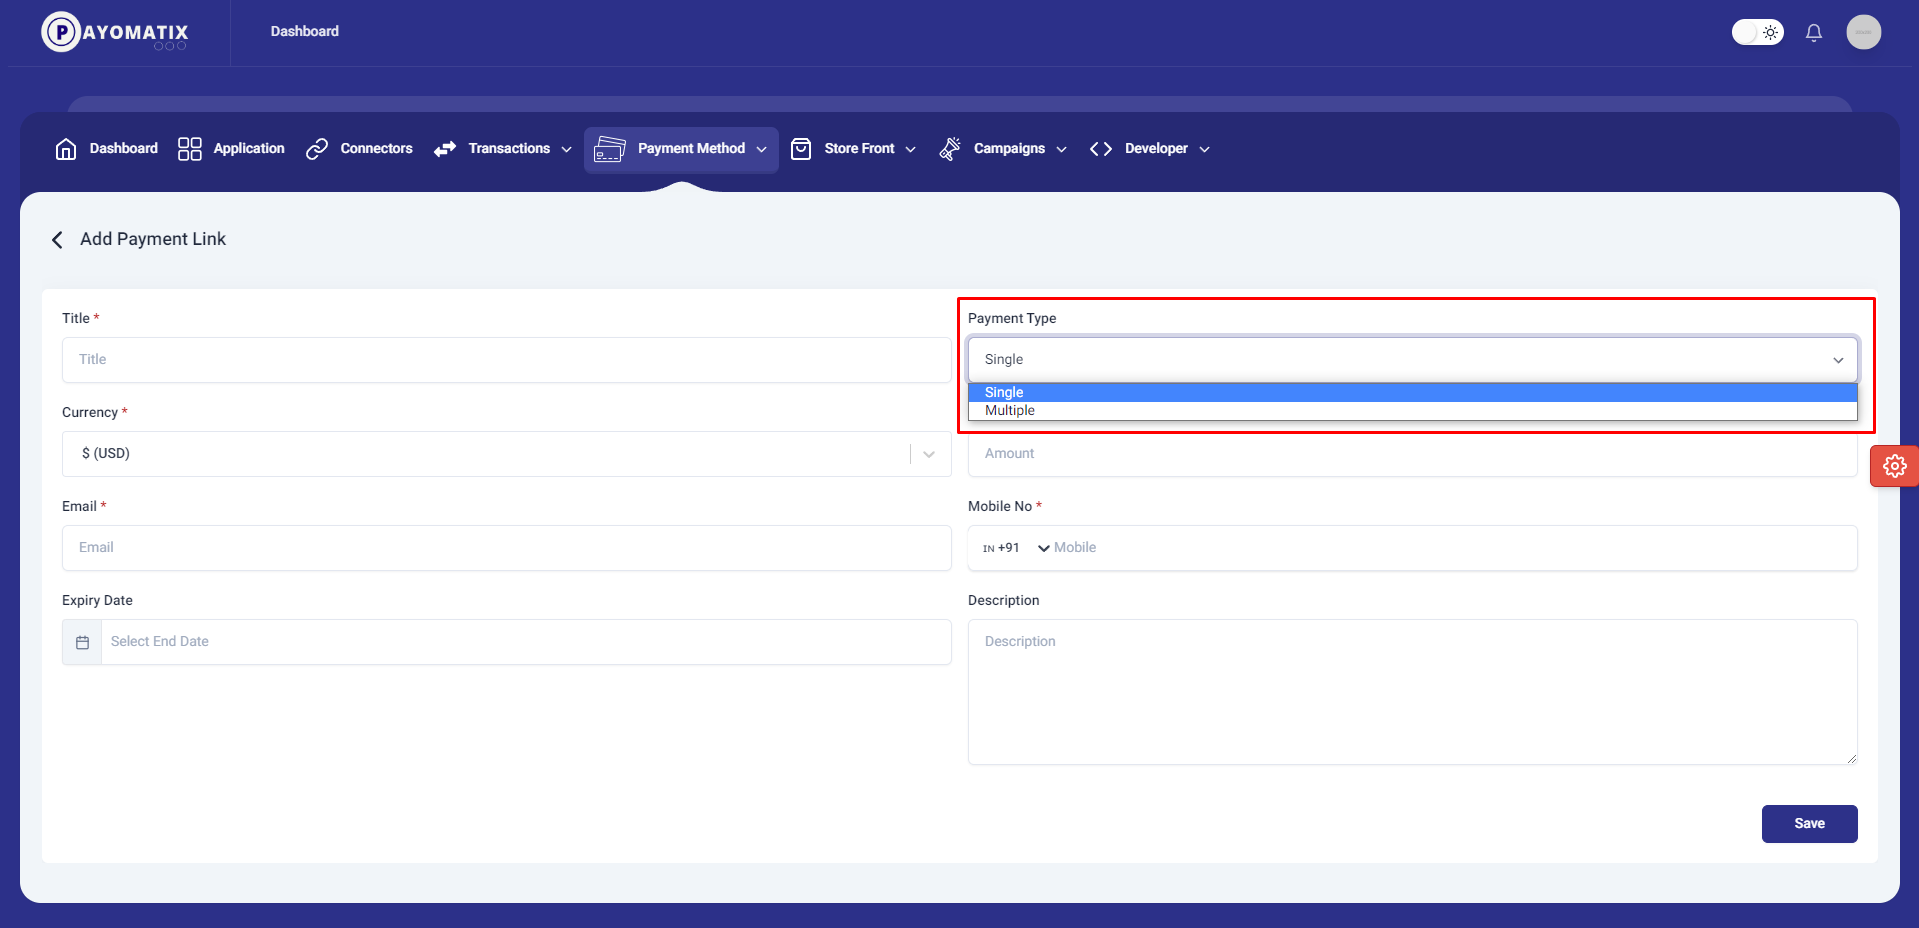 PAYOMATIX
Dashboard
Dashboard
Application
Connectors
Transactions
Payment Method
Store Front
Campaigns
Developer
Add Payment Link
Title *
Title
Payment Type
Single
Single
Multiple
Currency *
$ (USD)
Amount
Email *
Email
Mobile No *
IN +91 Mobile
Expiry Date
Select End Date
Description
Description
Save